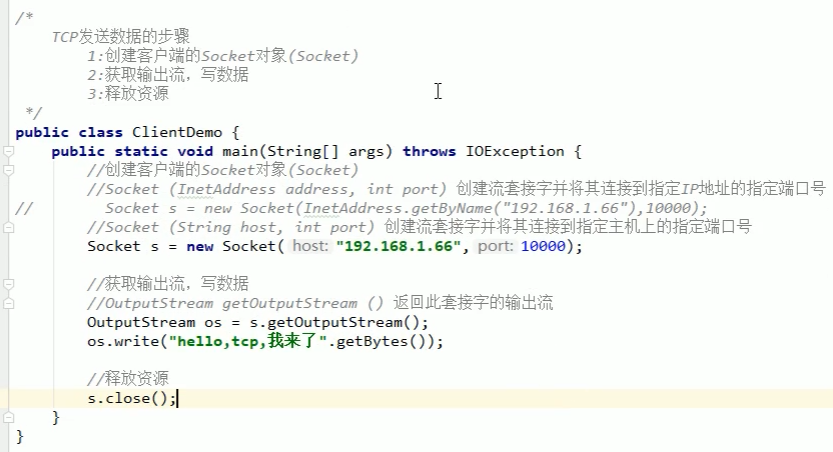 /*
    TCP发送数据的步骤
        1:创建客户端的Socket对象(Socket)
        2:获取输出流，写数据
        3:释放资源
 */
public class ClientDemo {
    public static void main(String[] args) throws IOException {
        //创建客户端的Socket对象(Socket)
        //Socket (InetAddress address, int port) 创建流套接字并将其连接到指定IP地址的指定端口号
//        Socket s = new Socket(InetAddress.getByName("192.168.1.66"),10000);
        //Socket (String host, int port) 创建流套接字并将其连接到指定主机上的指定端口号
        Socket s = new Socket( host: "192.168.1.66", port: 10000);

        //获取输出流，写数据
        //OutputStream getOutputStream () 返回此套接字的输出流
        OutputStream os = s.getOutputStream();
        os.write("hello,tcp,我来了".getBytes());

        //释放资源
        s.close();
    }
}